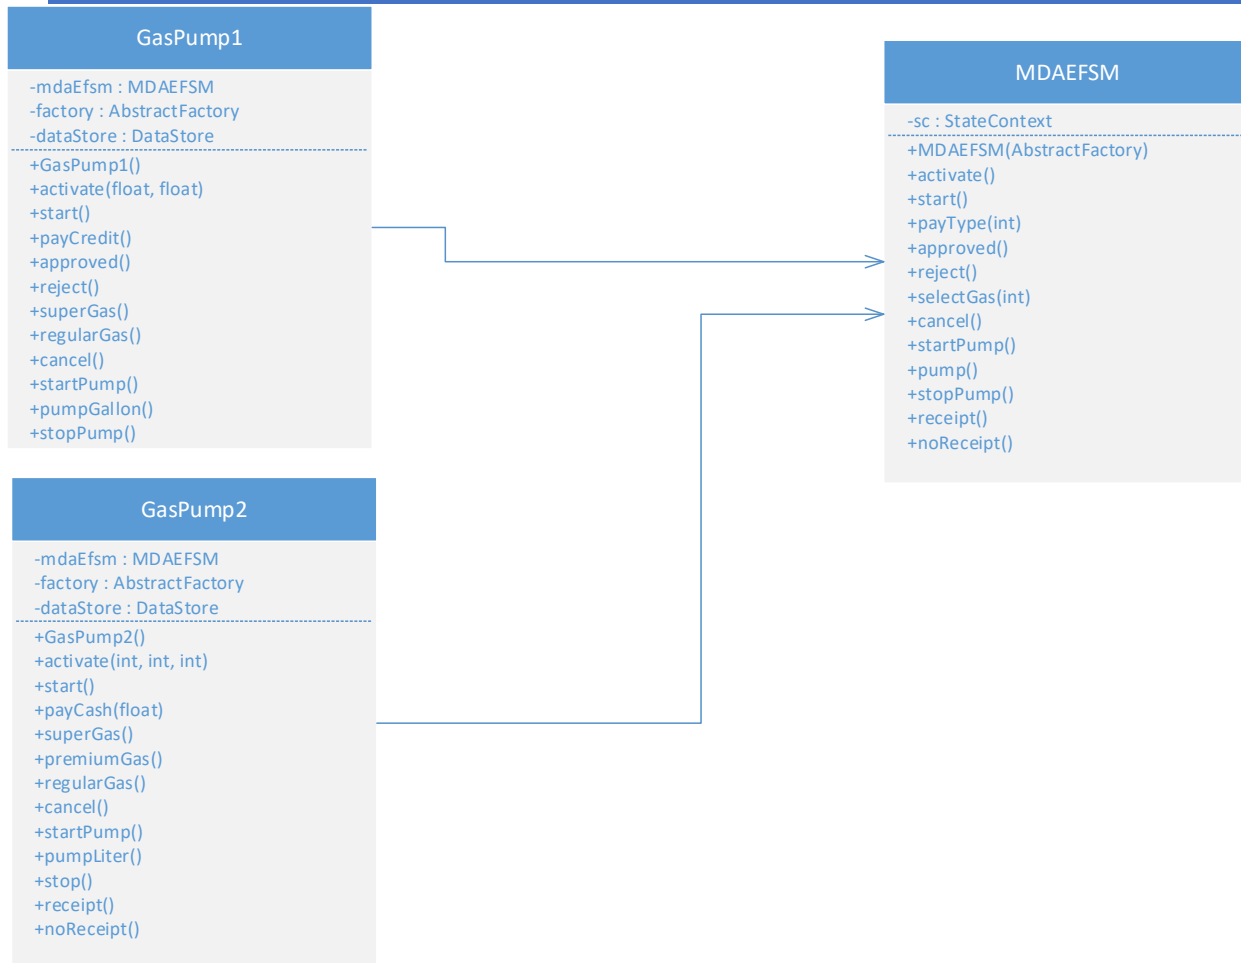 GasPump1
-mdaEfsm : MDAEFSM
-factory : AbstractFactory
-dataStore : DataStore
+GasPump1()
+activate(float, float)
+start()
+payCredit()
+approved()
+reject()
+superGas()
+regularGas()
+cancel()
+startPump()
+pumpGallon()
+stopPump()
GasPump2
-mdaEfsm : MDAEFSM
-factory : AbstractFactory
-dataStore : DataStore
+GasPump2()
+activate(int, int, int)
+start()
+payCash(float)
+superGas()
+premiumGas()
+regularGas()
+cancel()
+startPump()
+pumpLiter()
+stop()
+receipt()
+noReceipt()
MDAEFSM
-sc : StateContext
+MDAEFSM(AbstractFactory)
+activate()
+start()
+payType(int)
+approved()
+reject()
+selectGas(int)
+cancel()
+startPump()
+pump()
+stopPump()
+receipt()
+noReceipt()